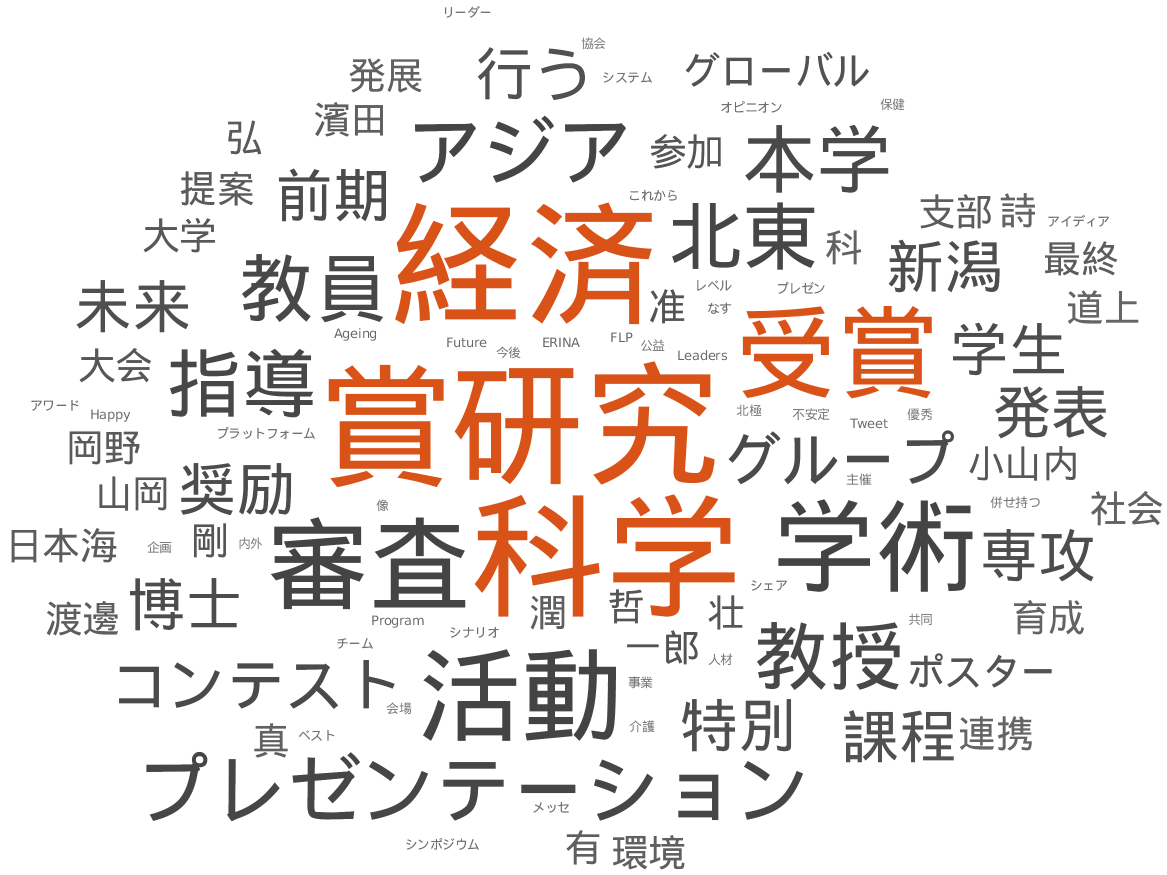 リーダー
協会
行う
グローバル
発展
システム
オピニオン
保健
濱田
弘
アジア
参加
本学
提案
前期
これから
支部
詩
アイディア
大学
経済
北東
科
新潟
最終
教員
レベル
プレゼン
未来
准
なす
道上
Ageing
Future
今後
ERINA
FLP
公益
Leaders
受賞
学生
大会
指導
アワード
Happy
賞
研究
北極
不安定
Tweet
優秀
発表
岡野
プラットフォーム
グループ
小山内
山岡
奨励
主催
像
併せ持つ
社会
日本海
企画
剛
内外
審査
科学
学術
専攻
渡邊
博士
Program
シナリオ
潤
哲
シェア
壮
共同
育成
チーム
一郎
人材
教授
ポスター
コンテスト
会場
活動
事業
介護
特別
課程
連携
真
ベスト
プレゼンテーション
メッセ
シンポジウム
有
環境